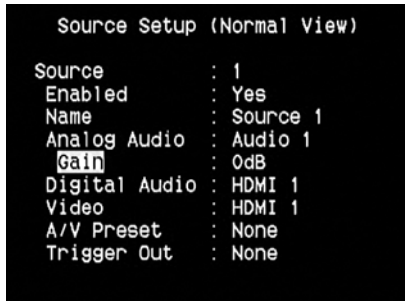 Source Setup (Normal View)
Source : 1
Enabled : Yes
Name : Source 1
Analog Audio : Audio 1
Gain : 0dB
Digital Audio : HDMI 1
Video : HDMI 1
A/V Preset : None
Trigger Out : None